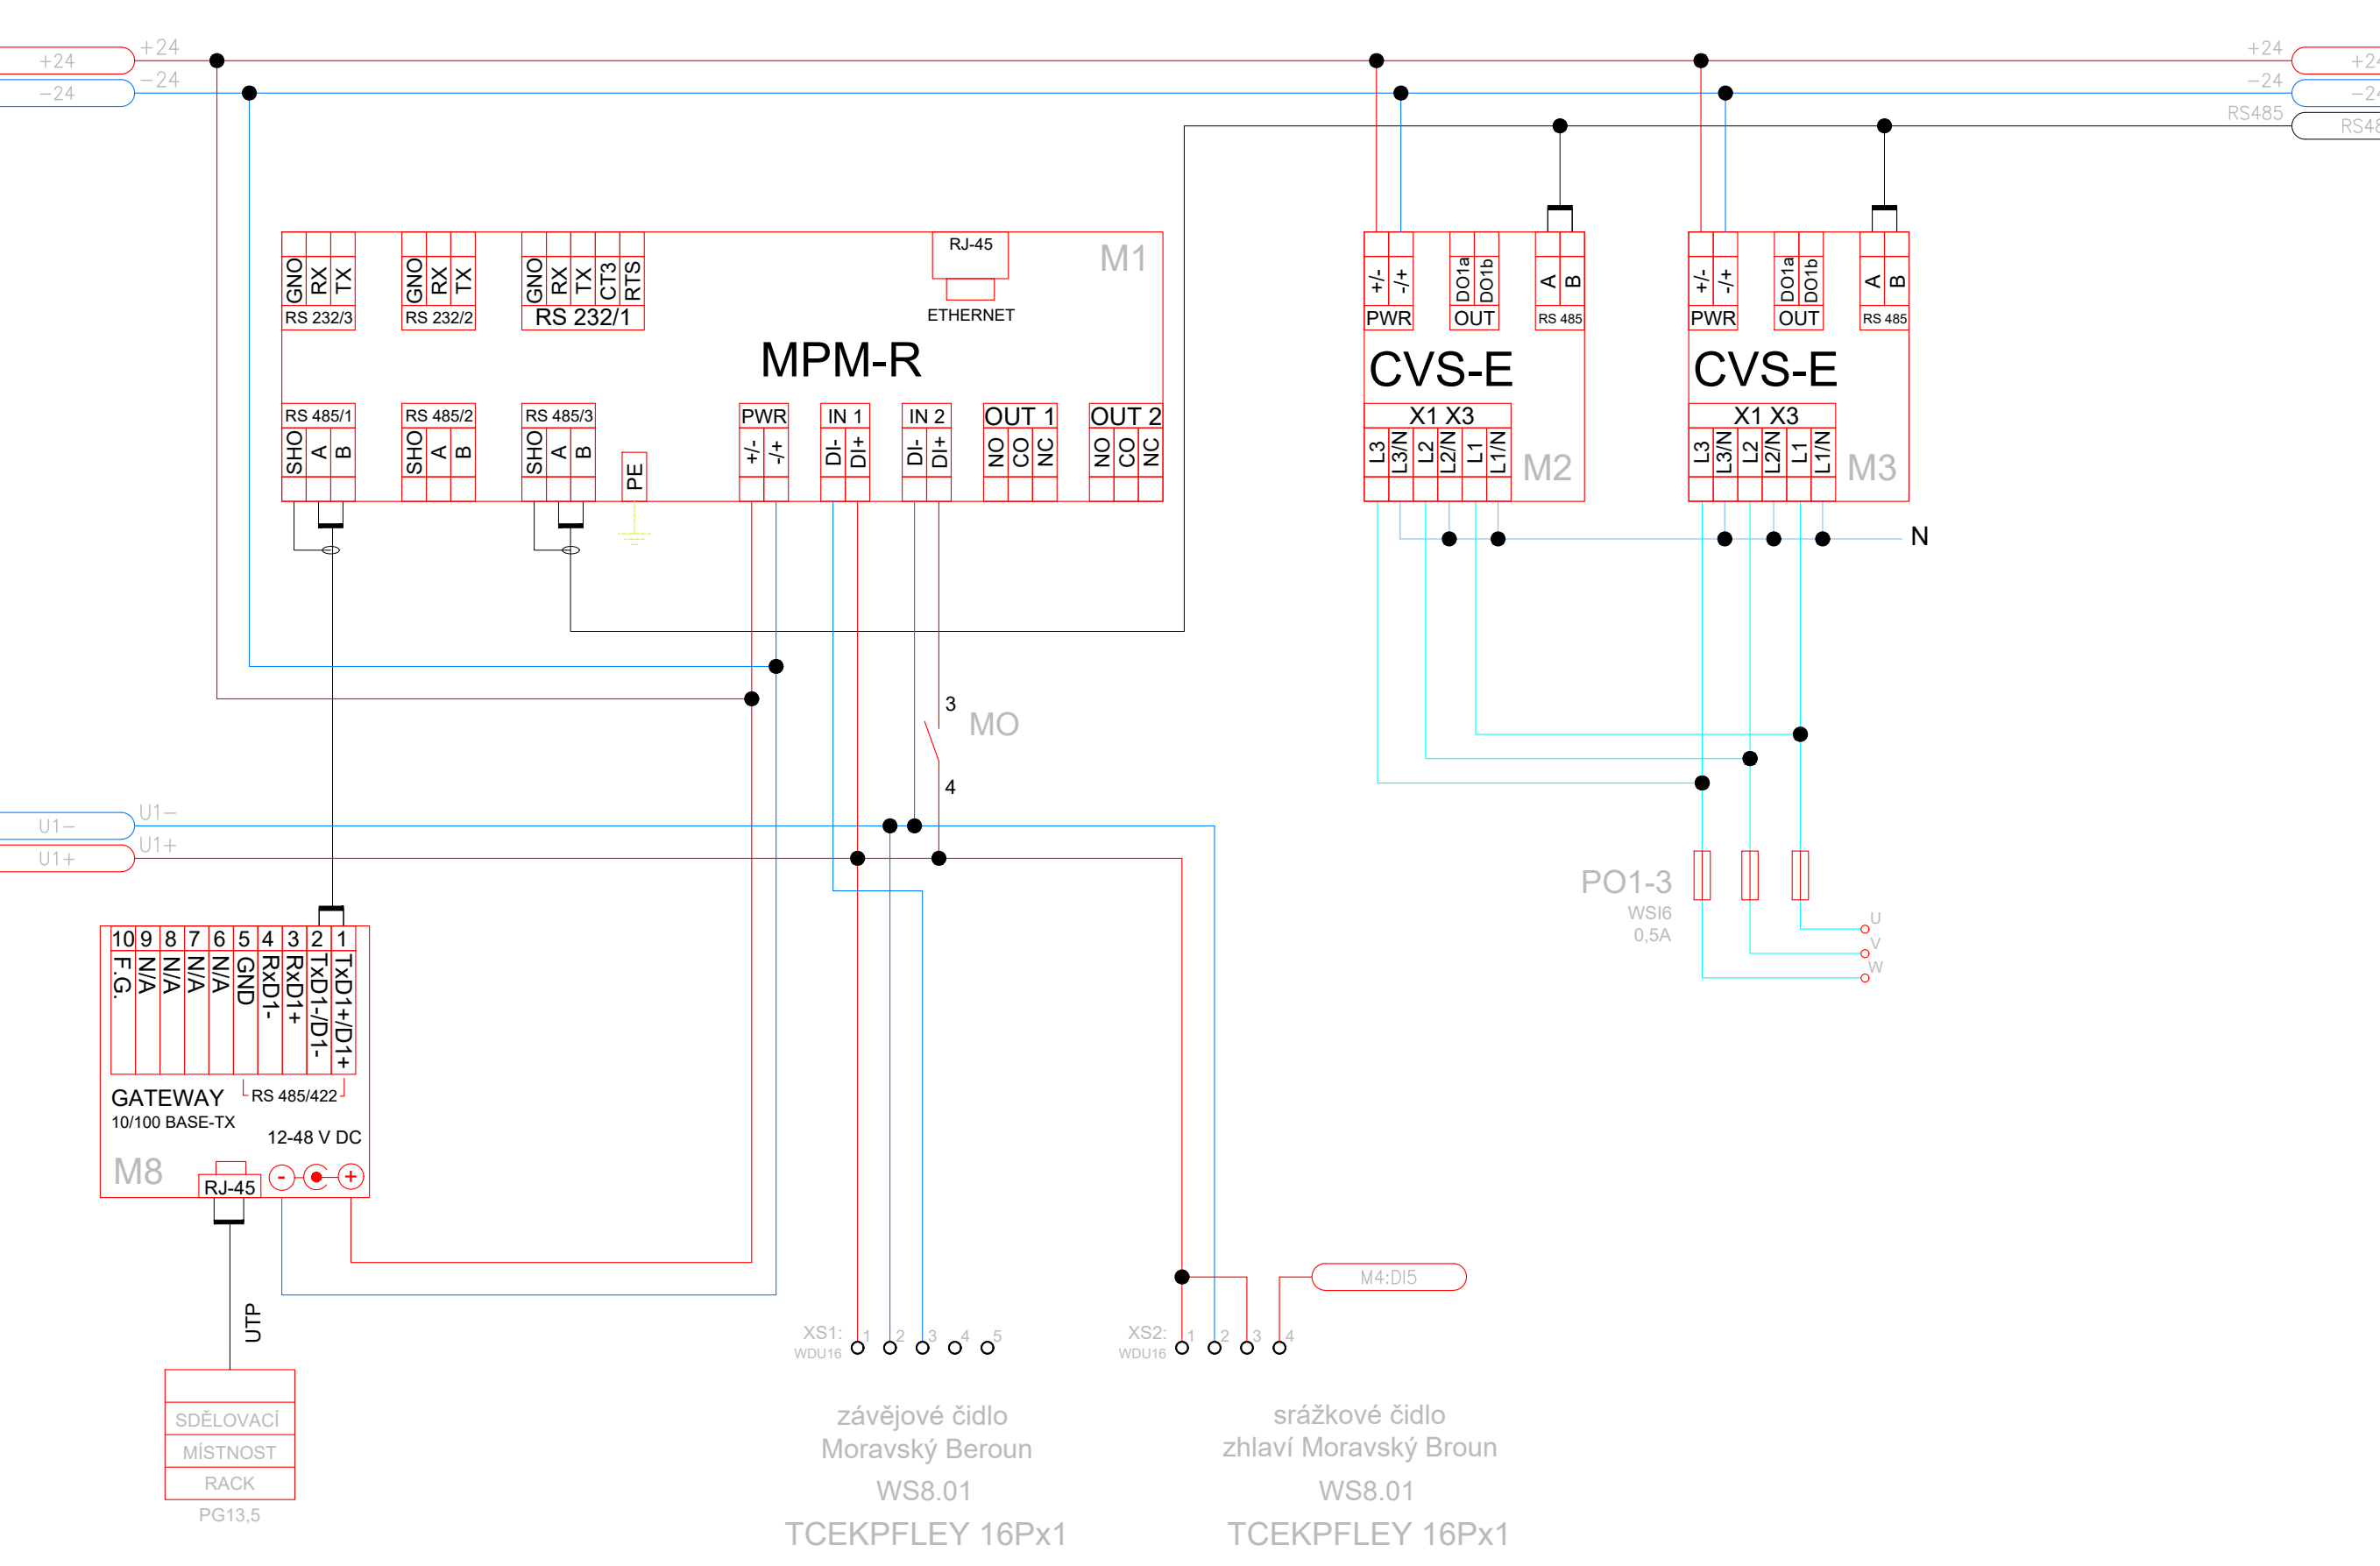 +24
+24
-24
-24
+24
+24
-24
-24
RS485
RS48
GNO RX TX
RS 232/3
GNO RX TX
RS 232/2
GNO RX TX CT3 RTS
RS 232/1
RJ-45
ETHERNET
M1
MPM-R
RS 485/1
SHO A B
RS 485/2
SHO A B
RS 485/3
SHO A B
PE
PWR
+/- -/+
IN 1
DI- DI+
IN 2
DI- DI+
OUT 1
NO CO NC
OUT 2
NO CO NC
+/- -/+
PWR
DO1a DO1b
OUT
A B
RS 485
CVS-E
X1 X3
L3 L3/N L2 L2/N L1 L1/N
M2
+/- -/+
PWR
DO1a DO1b
OUT
A B
RS 485
CVS-E
X1 X3
L3 L3/N L2 L2/N L1 L1/N
M3
N
3
MO
4
U1-
U1-
U1+
U1+
PO1-3
WSI6
0,5A
U
V
W
10 9 8 7 6 5 4 3 2 1
F.G. N/A N/A N/A N/A GND RxD1- RxD1+ TxD1-/D1- TxD1+/D1+
GATEWAY
RS 485/422
10/100 BASE-TX
12-48 V DC
M8
RJ-45
- +
UTP
SDĚLOVACÍ
MÍSTNOST
RACK
PG13,5
M4:DI5
XS1: 1 2 3 4 5
WDU16
XS2: 1 2 3 4
WDU16
závějové čidlo
Moravský Beroun
WS8.01
TCEKPFLEY 16Px1
srážkové čidlo
zhlaví Moravský Broun
WS8.01
TCEKPFLEY 16Px1